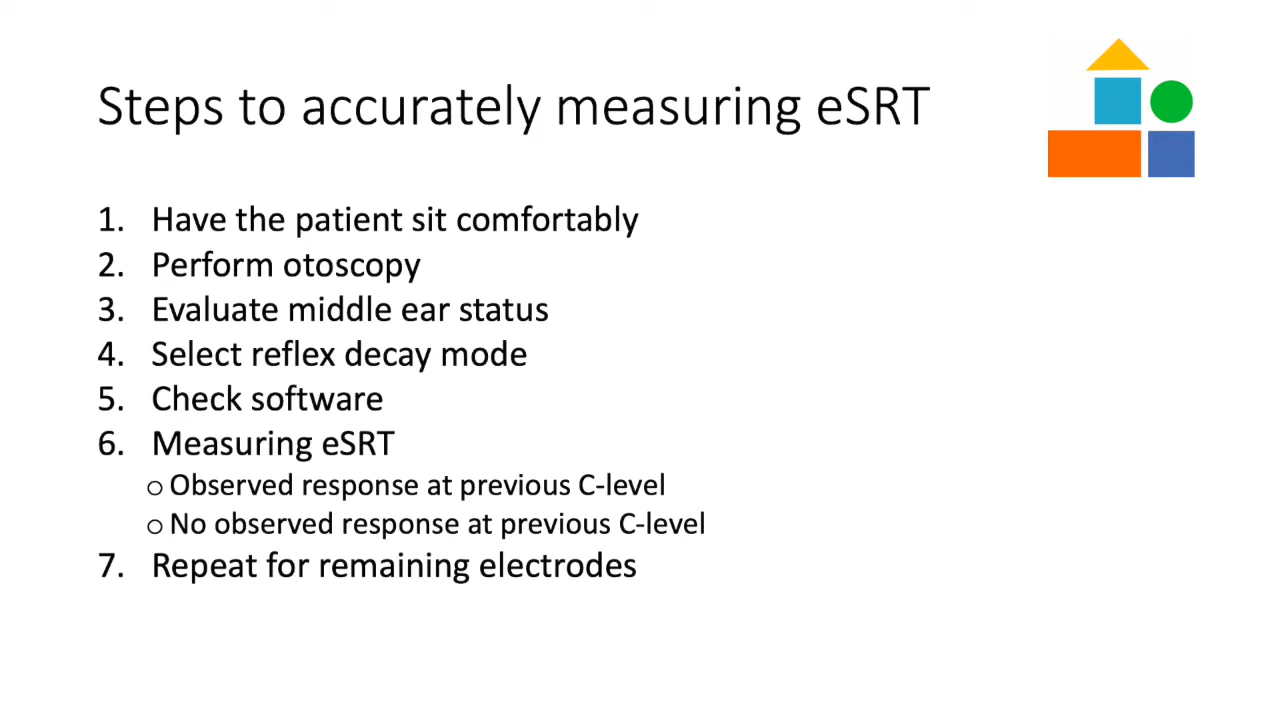 Steps to accurately measuring eSRT
1. Have the patient sit comfortably
2. Perform otoscopy
3. Evaluate middle ear status
4. Select reflex decay mode
5. Check software
6. Measuring eSRT
o Observed response at previous C-level
o No observed response at previous C-level
7. Repeat for remaining electrodes